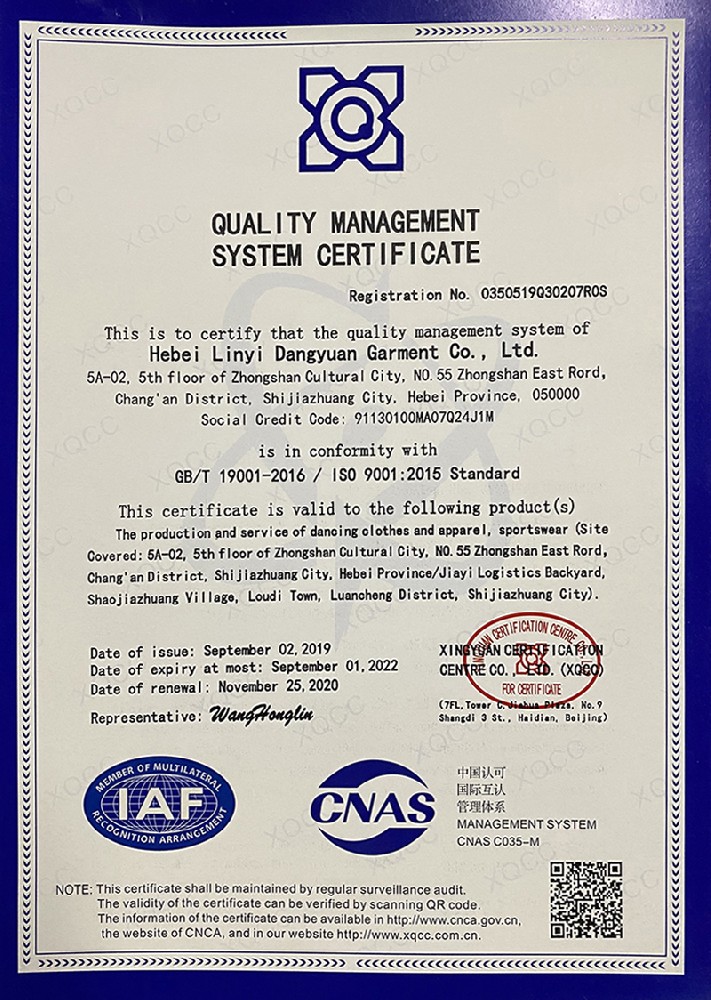 QUALITY MANAGEMENT
SYSTEM CERTIFICATE
Registration No. 0350519Q30207R0S
This is to certify that the quality management system of
Hebei Linyi Dangyuan Garment Co., Ltd.
5A-02, 5th floor of Zhongshan Cultural City, NO.55 Zhongshan East Rord,
Chang'an District, Shijiazhuang City, Hebei Province, 050000
Social Credit Code: 91130100MA07Q24J1M
is in conformity with
GB/T 19001-2016 / ISO 9001:2015 Standard
This certificate is valid to the following product(s)
The production and service of dancing clothes and apparel, sportswear (Site
Covered: 5A-02, 5th floor of Zhongshan Cultural City, NO.55 Zhongshan East Rord,
Chang'an District, Shijiazhuang City, Hebei Province/Jiayi Logistics Backyard,
Shaojiazhuang Village, Loudi Town, Luancheng District, Shijiazhuang City).
Date of issue: September 02, 2019
Date of expiry at most: September 01, 2022
Date of renewal: November 25, 2020
Representative: WangHonglin
XINGYUAN CERTIFICATION
CENTRE CO., LTD. (XQCC)
(7FL, Tower C, Jiahua Plaza, No.9
Shangdi 3 St., Haidian, Beijing)
XINGYUAN CERTIFICATION CENTRE CO., LTD.
FOR CERTIFICATE
MEMBER OF MULTILATERAL
IAF
RECOGNITION ARRANGEMENT
CNAS
中国认可
国际互认
管理体系
MANAGEMENT SYSTEM
CNAS C035-M
NOTE: This certificate shall be maintained by regular surveillance audit.
The validity of the certificate can be verified by scanning QR code.
The information of the certificate can be available in http://www.cnca.gov.cn,
the website of CNCA, and in our website http://www.xqcc.com.cn.